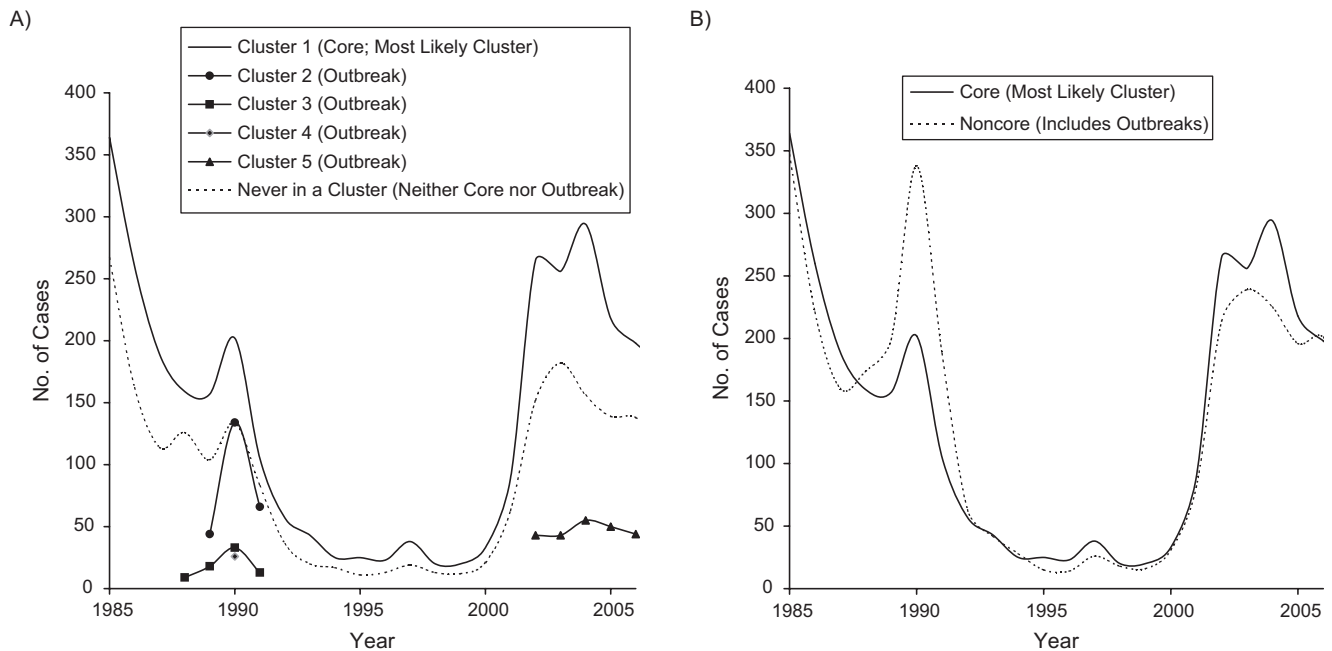 A)
Cluster 1 (Core; Most Likely Cluster)
Cluster 2 (Outbreak)
Cluster 3 (Outbreak)
Cluster 4 (Outbreak)
Cluster 5 (Outbreak)
Never in a Cluster (Neither Core nor Outbreak)
400
350
300
250
200
150
100
50
0
No. of Cases
1985 1990 1995 2000 2005
Year
B)
Core (Most Likely Cluster)
Noncore (Includes Outbreaks)
400
350
300
250
200
150
100
50
0
No. of Cases
1985 1990 1995 2000 2005
Year